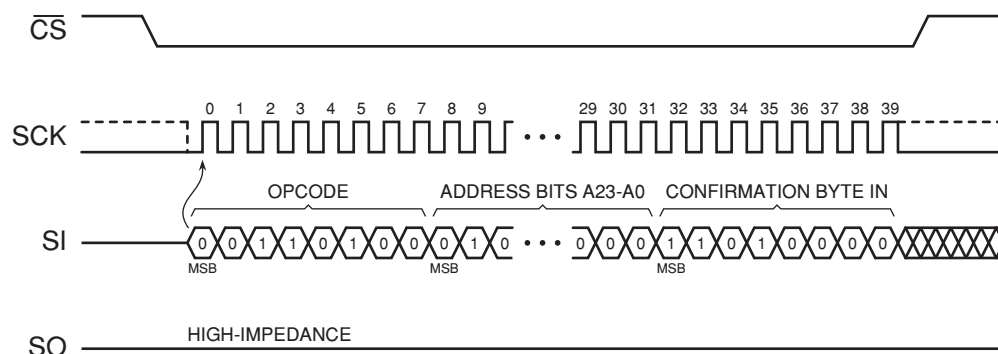 CS
0 1 2 3 4 5 6 7 8 9 29 30 31 32 33 34 35 36 37 38 39
SCK
OPCODE ADDRESS BITS A23-A0 CONFIRMATION BYTE IN
SI 0 0 1 1 0 1 0 0 0 1 0 0 0 0 1 1 0 1 0 0 0 0
MSB MSB MSB
HIGH-IMPEDANCE
SO